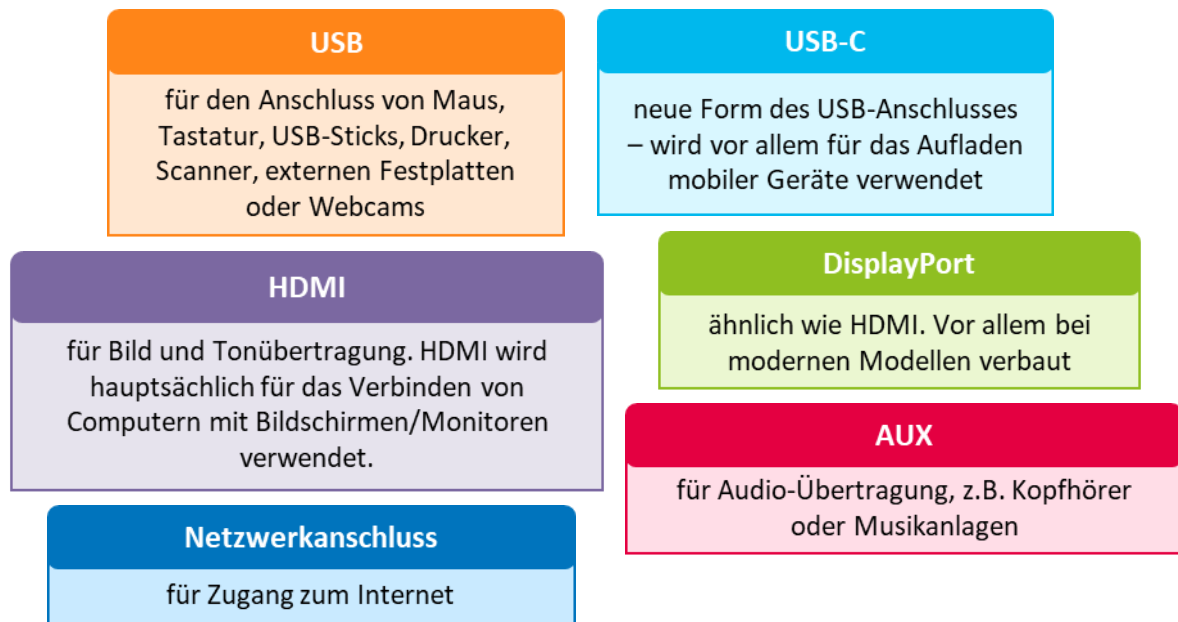 USB
für den Anschluss von Maus,
Tastatur, USB-Sticks, Drucker,
Scanner, externen Festplatten
oder Webcams
USB-C
neue Form des USB-Anschlusses
– wird vor allem für das Aufladen
mobiler Geräte verwendet
HDMI
für Bild und Tonübertragung. HDMI wird
hauptsächlich für das Verbinden von
Computern mit Bildschirmen/Monitoren
verwendet.
DisplayPort
ähnlich wie HDMI. Vor allem bei
modernen Modellen verbaut
AUX
für Audio-Übertragung, z.B. Kopfhörer
oder Musikanlagen
Netzwerkanschluss
für Zugang zum Internet